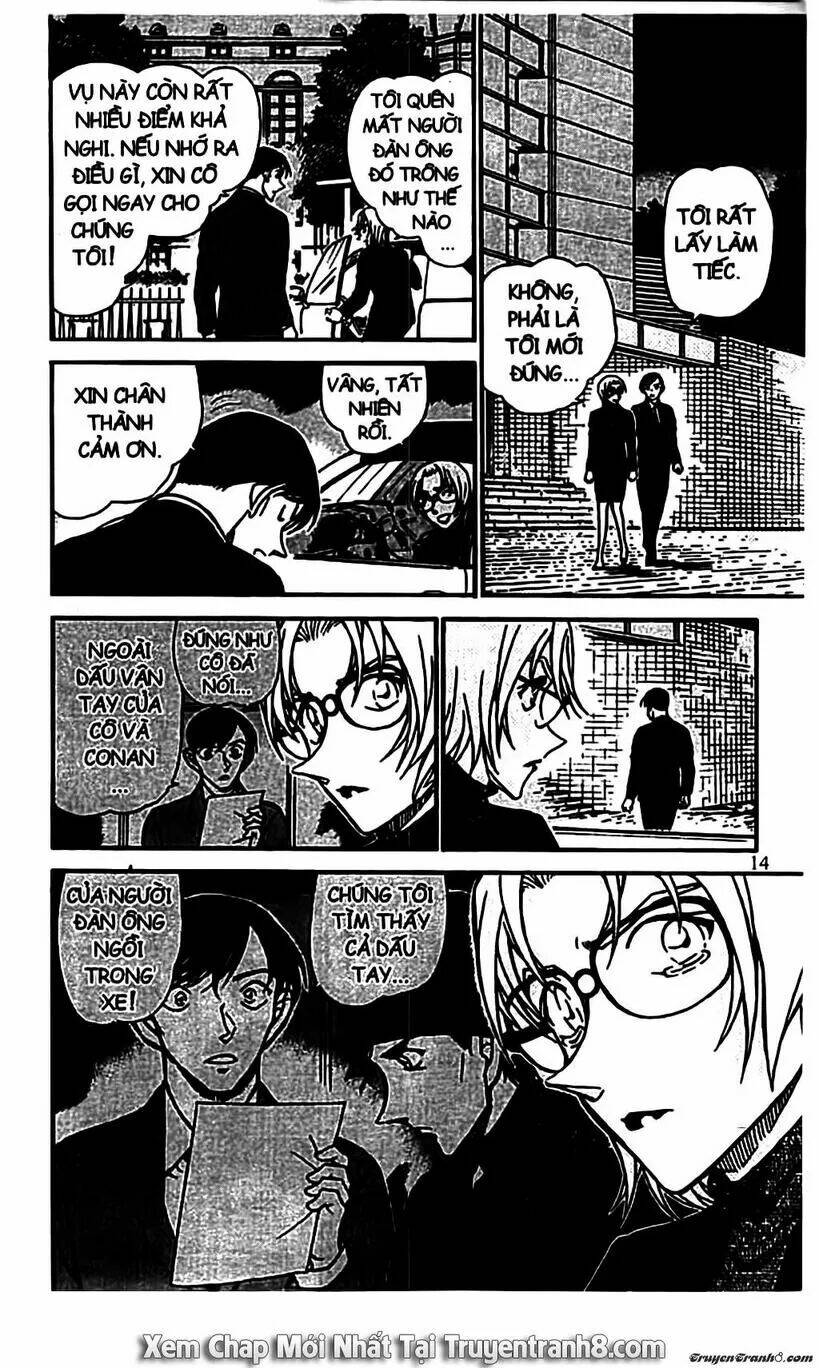 TÔI RẤT
LẤY LÀM
TIẾC.
KHÔNG,
PHẢI LÀ
TÔI MỚI
ĐÚNG...
TÔI QUÊN
MẤT NGƯỜI
ĐÀN ÔNG
ĐÓ TRÔNG
NHƯ THẾ
NÀO
...
VỤ NÀY CÒN RẤT
NHIỀU ĐIỂM KHẢ
NGHI. NẾU NHỚ RA
ĐIỀU GÌ, XIN CÔ
GỌI NGAY CHO
CHÚNG
TÔI!
VÂNG, TẤT
NHIÊN
RỒI.
XIN CHÂN
THÀNH
CẢM ƠN.
ĐÚNG NHƯ
CÔ ĐÃ
NÓI...
NGOÀI
DẤU VÂN
TAY CỦA
CÔ VÀ
CONAN
...
14
CHÚNG TÔI
TÌM THẤY
CẢ DẤU
TAY...
CỦA NGƯỜI
ĐÀN ÔNG
NGỒI
TRONG
XE!
Xem Chap Mới Nhất Tại Truyentranh8.com
TruyenTranh8.com